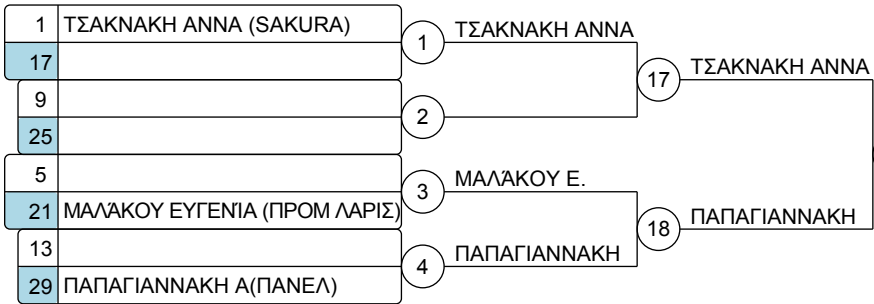 1 ΤΣΑΚΝΑΚΗ ΑΝΝΑ (SAKURA)
17
9
25
5
21 ΜΑΛΆΚΟΥ ΕΥΓΕΝΊΑ (ΠΡΟΜ ΛΑΡΙΣ)
13
29 ΠΑΠΑΓΙΑΝΝΑΚΗ Α(ΠΑΝΕΛ)
1 ΤΣΑΚΝΑΚΗ ΑΝΝΑ
2
3 ΜΑΛΆΚΟΥ Ε.
4 ΠΑΠΑΓΙΑΝΝΑΚΗ
17 ΤΣΑΚΝΑΚΗ ΑΝΝΑ
18 ΠΑΠΑΓΙΑΝΝΑΚΗ